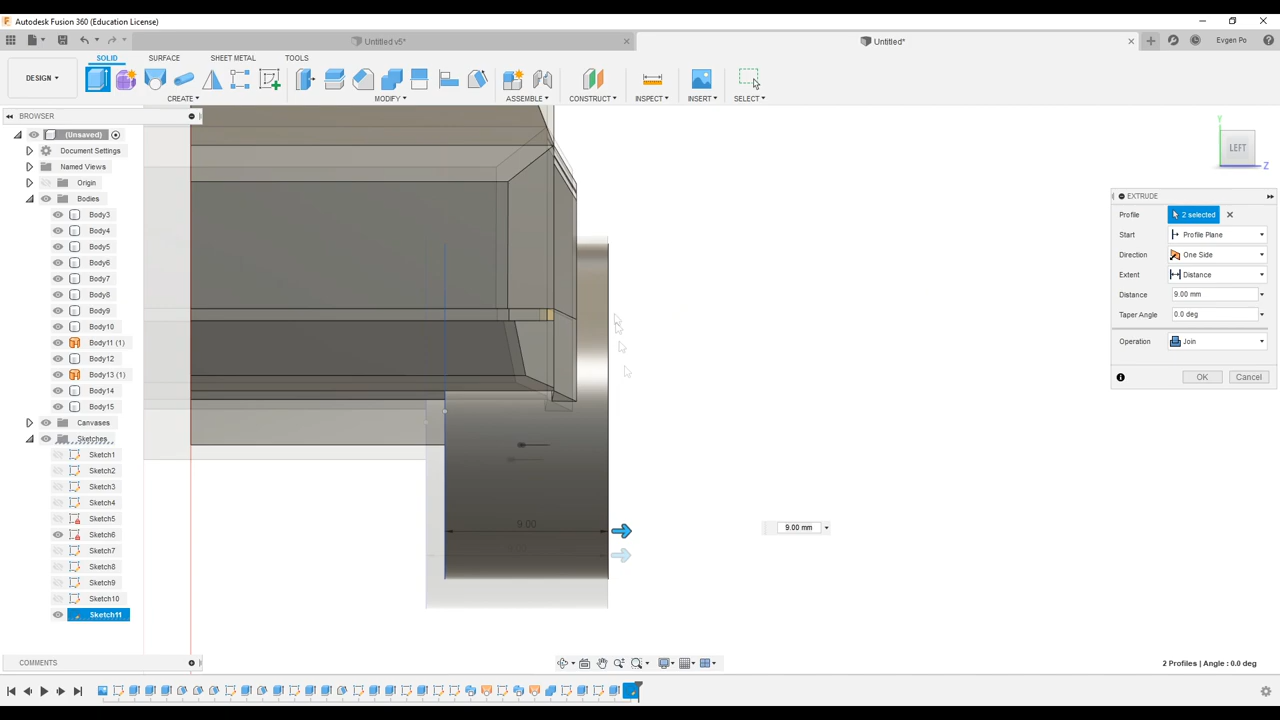 Autodesk Fusion 360 (Education License)
Untitled v5*
Untitled*
Evgen Po
DESIGN
SOLID
SURFACE
SHEET METAL
TOOLS
CREATE
MODIFY
ASSEMBLE
CONSTRUCT
INSPECT
INSERT
SELECT
BROWSER
(Unsaved)
Document Settings
Named Views
Origin
Bodies
Body3
Body4
Body5
Body6
Body7
Body8
Body9
Body10
Body11 (1)
Body12
Body13 (1)
Body14
Body15
Canvases
Sketches
Sketch1
Sketch2
Sketch3
Sketch4
Sketch5
Sketch6
Sketch7
Sketch8
Sketch9
Sketch10
Sketch11
Y
LEFT
Z
EXTRUDE
Profile 2 selected
Start Profile Plane
Direction One Side
Extent Distance
Distance 9.00 mm
Taper Angle 0.0 deg
Operation Join
OK Cancel
9.00
9.00 mm
COMMENTS
2 Profiles | Angle : 0.0 deg